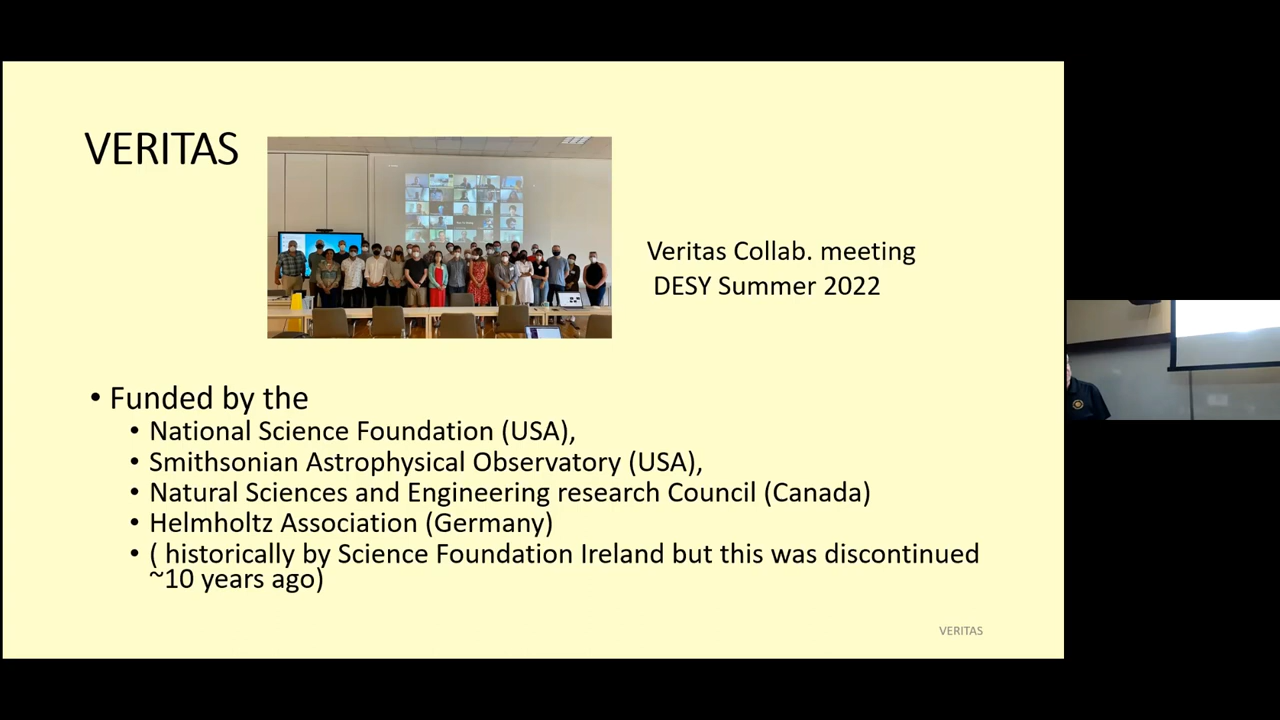 VERITAS
Veritas Collab. meeting
DESY Summer 2022
• Funded by the
• National Science Foundation (USA),
• Smithsonian Astrophysical Observatory (USA),
• Natural Sciences and Engineering research Council (Canada)
• Helmholtz Association (Germany)
• ( historically by Science Foundation Ireland but this was discontinued
~10 years ago)
VERITAS